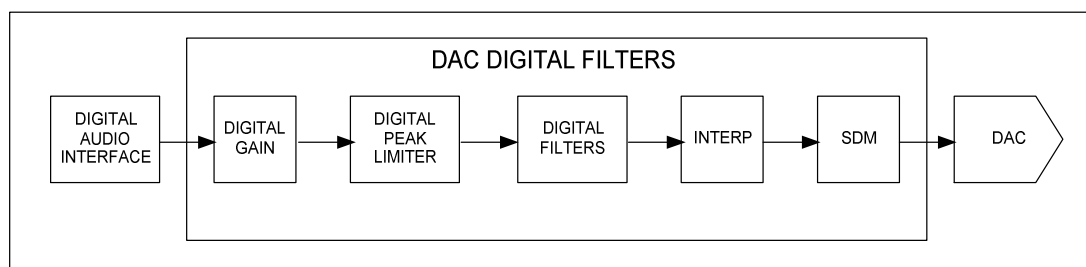 DAC DIGITAL FILTERS
DIGITAL
AUDIO
INTERFACE
DIGITAL
GAIN
DIGITAL
PEAK
LIMITER
DIGITAL
FILTERS
INTERP
SDM
DAC